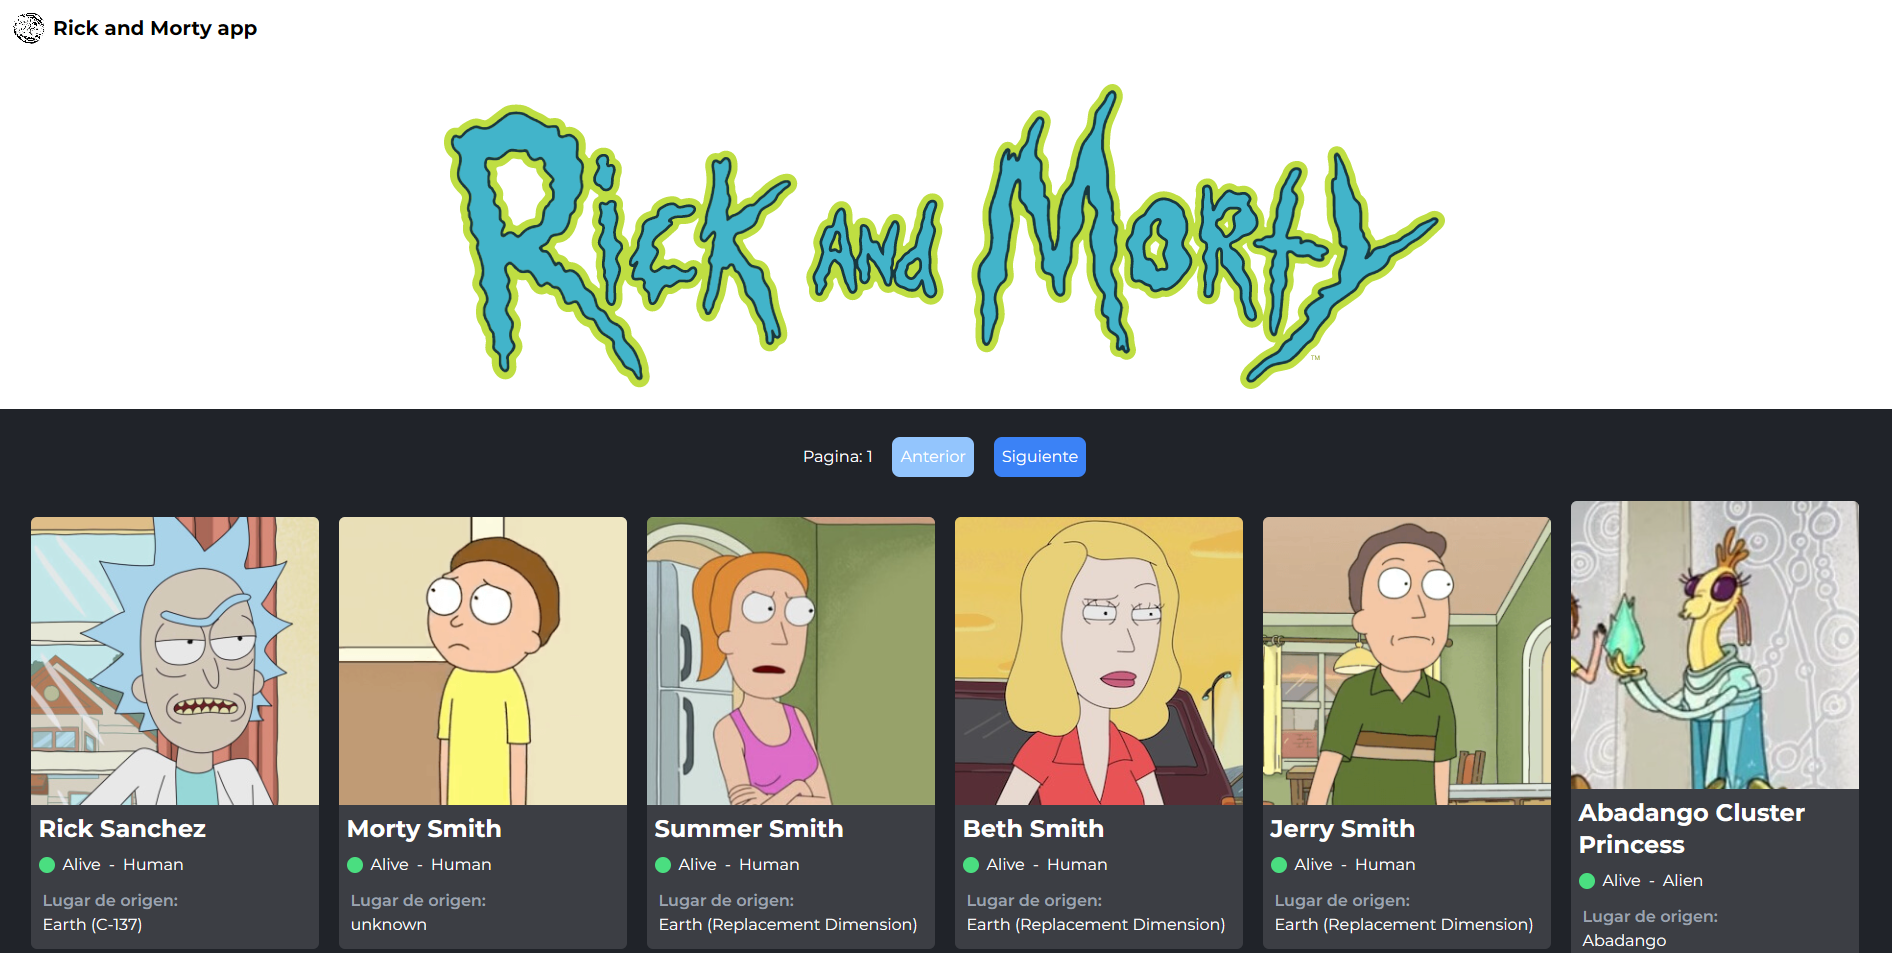 Rick and Morty app
Rick and Morty
TM
Pagina: 1 Anterior Siguiente
Rick Sanchez
Alive - Human
Lugar de origen:
Earth (C-137)
Morty Smith
Alive - Human
Lugar de origen:
unknown
Summer Smith
Alive - Human
Lugar de origen:
Earth (Replacement Dimension)
Beth Smith
Alive - Human
Lugar de origen:
Earth (Replacement Dimension)
Jerry Smith
Alive - Human
Lugar de origen:
Earth (Replacement Dimension)
Abadango Cluster
Princess
Alive - Alien
Lugar de origen:
Abadango